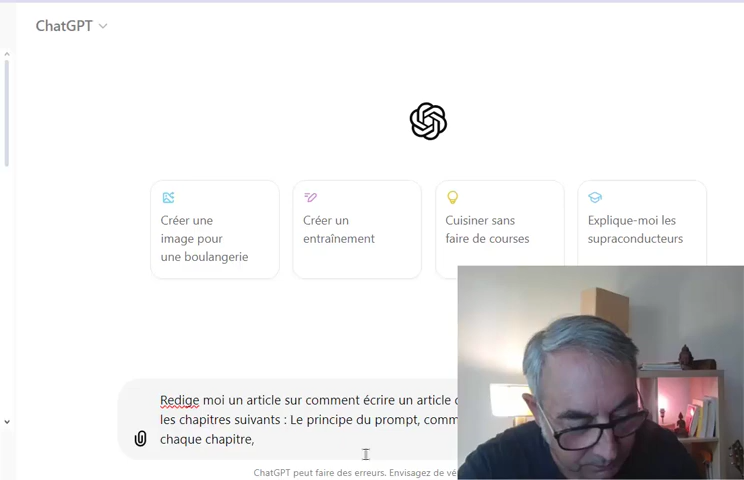 ChatGPT
Créer une
image pour
une boulangerie
Créer un
entraînement
Cuisiner sans
faire de courses
Explique-moi les
supraconducteurs
Redige moi un article sur comment écrire un article
les chapitres suivants : Le principe du prompt,
chaque chapitre,
ChatGPT peut faire des erreurs. Envisagez de